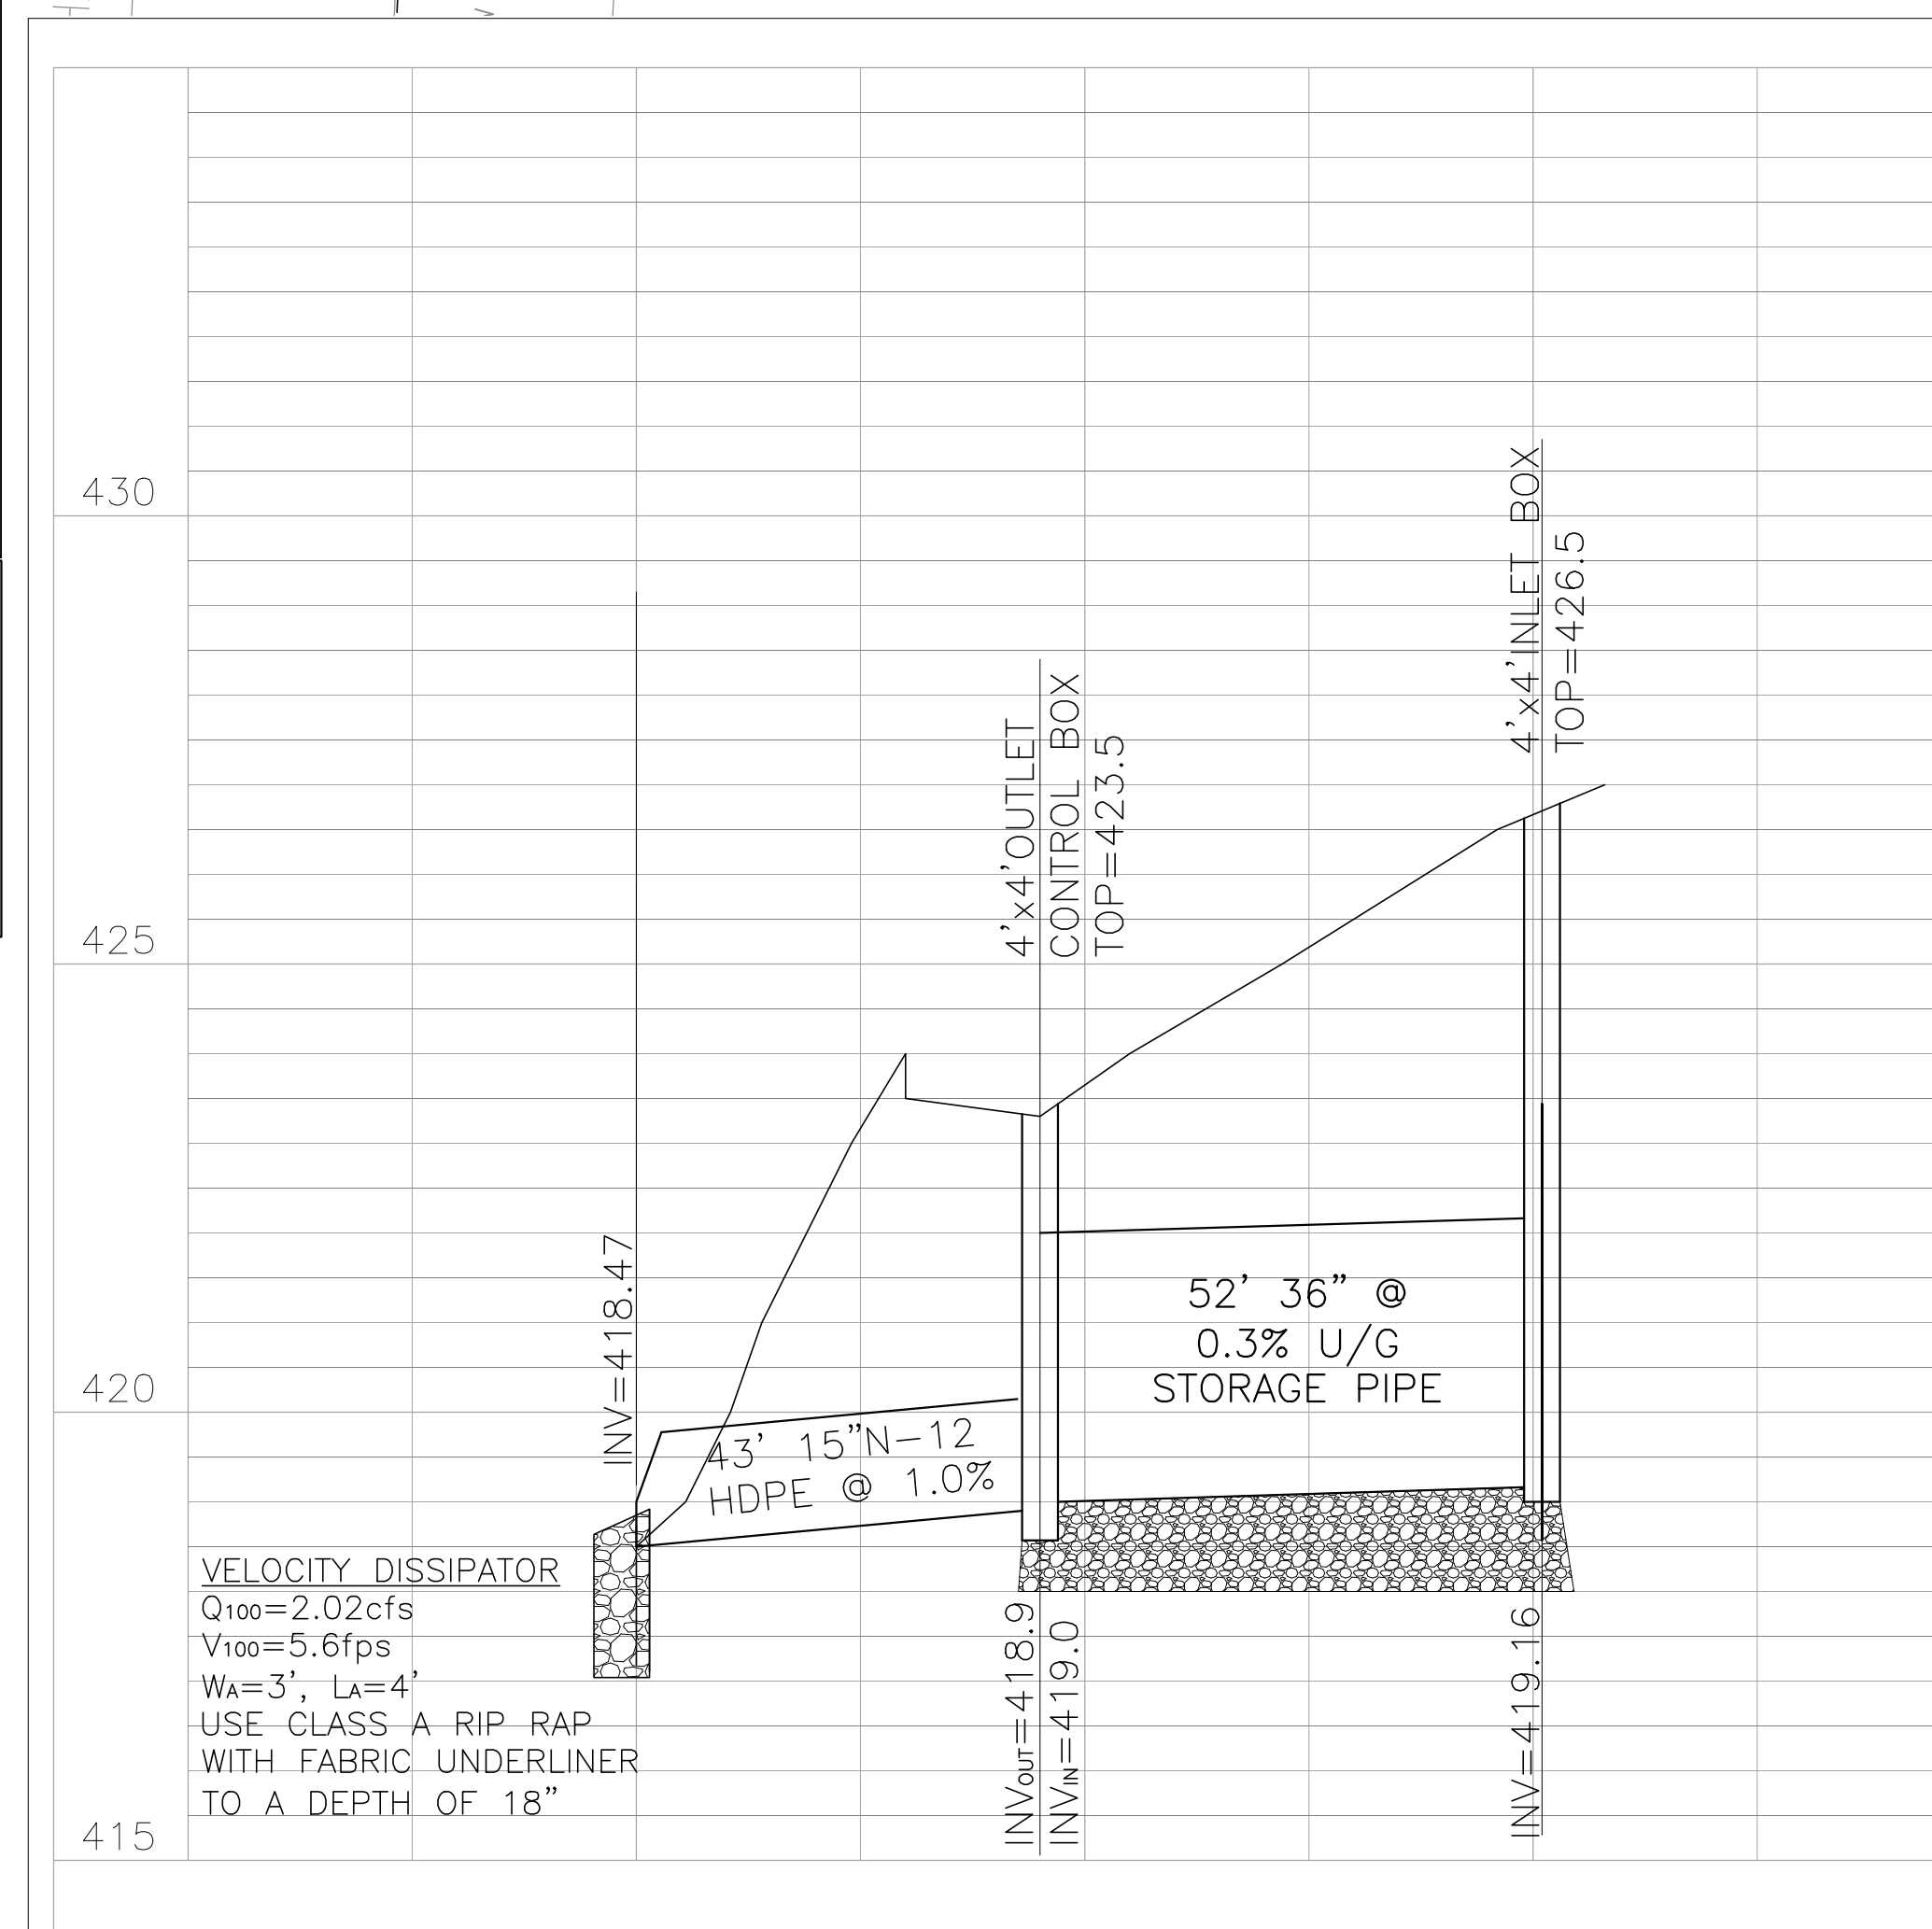 430
425
420
415
4'x4'INLET BOX
TOP=426.5
4'x4'OUTLET
CONTROL BOX
TOP=423.5
INV=418.47
52' 36" @
0.3% U/G
STORAGE PIPE
43' 15"N-12
HDPE @ 1.0%
VELOCITY DISSIPATOR
Q100=2.02cfs
V100=5.6fps
WA=3', LA=4'
USE CLASS A RIP RAP
WITH FABRIC UNDERLINER
TO A DEPTH OF 18"
INVOUT=418.9
INVIN=419.0
INV=419.16